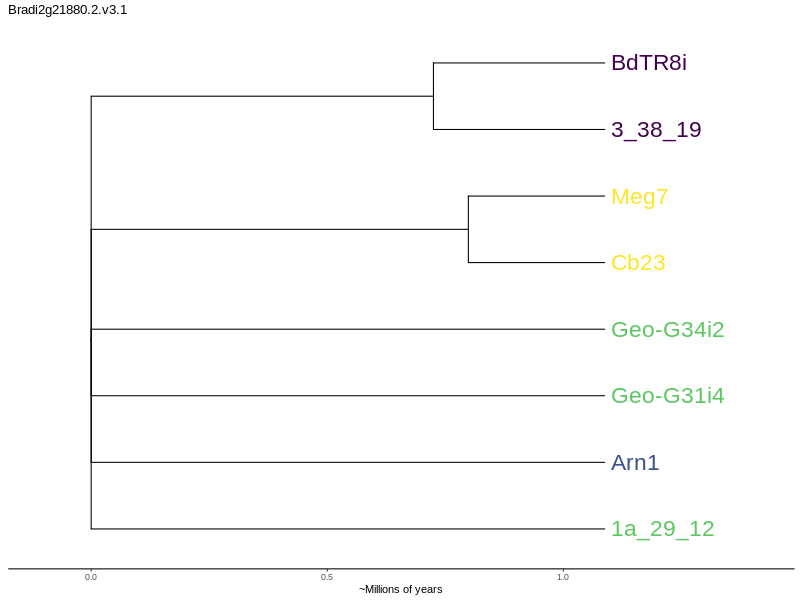 Bradi2g21880.2.v3.1
BdTR8i
3_38_19
Meg7
Cb23
Geo-G34i2
Geo-G31i4
Arn1
1a_29_12
0.0 0.5 1.0
~Millions of years